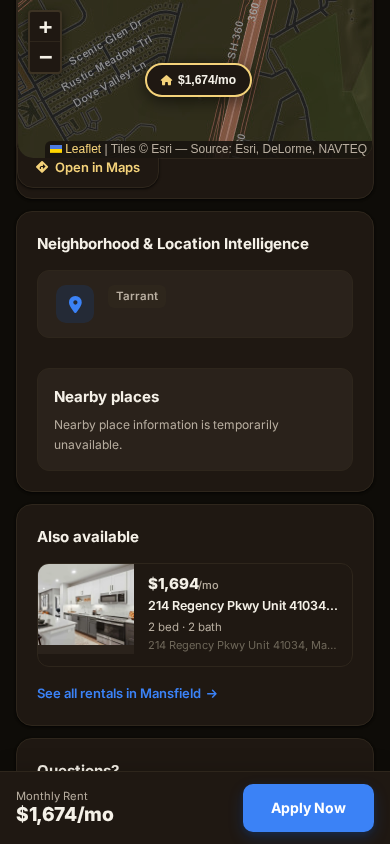 +
−
Scenic Glen Dr
Rustic Meadow Trl
Dove Valley Ln
SH 360
360
$1,674/mo
Leaflet | Tiles © Esri — Source: Esri, DeLorme, NAVTEQ
Open in Maps
Neighborhood & Location Intelligence
Tarrant
Nearby places
Nearby place information is temporarily
unavailable.
Also available
$1,694/mo
214 Regency Pkwy Unit 41034...
2 bed · 2 bath
214 Regency Pkwy Unit 41034, Ma...
See all rentals in Mansfield →
Questions?
Monthly Rent
$1,674/mo
Apply Now